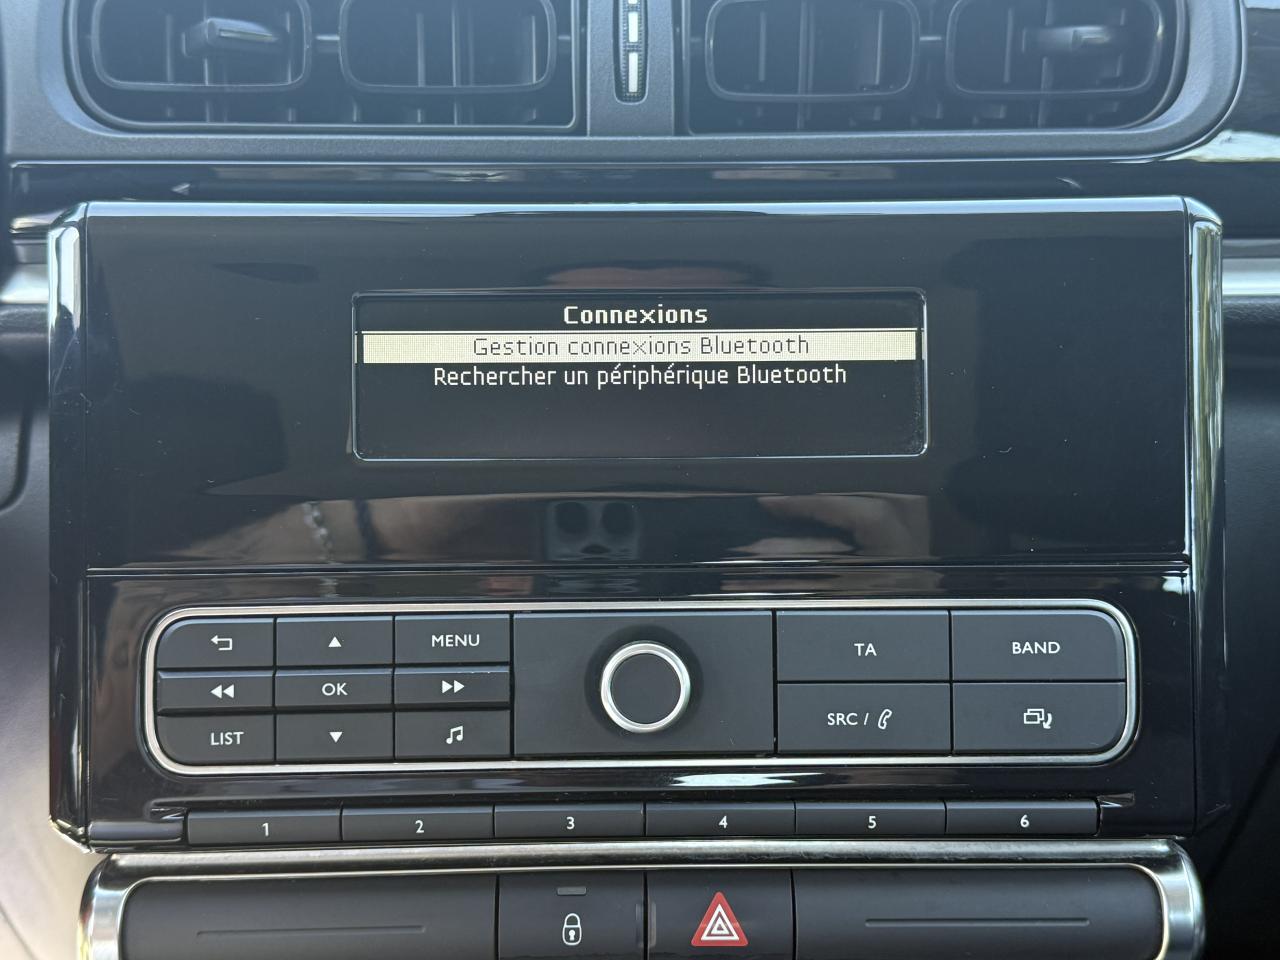 Connexions
Gestion connexions Bluetooth
Rechercher un périphérique Bluetooth
MENU
TA
BAND
OK
SRC /
LIST
1 2 3 4 5 6